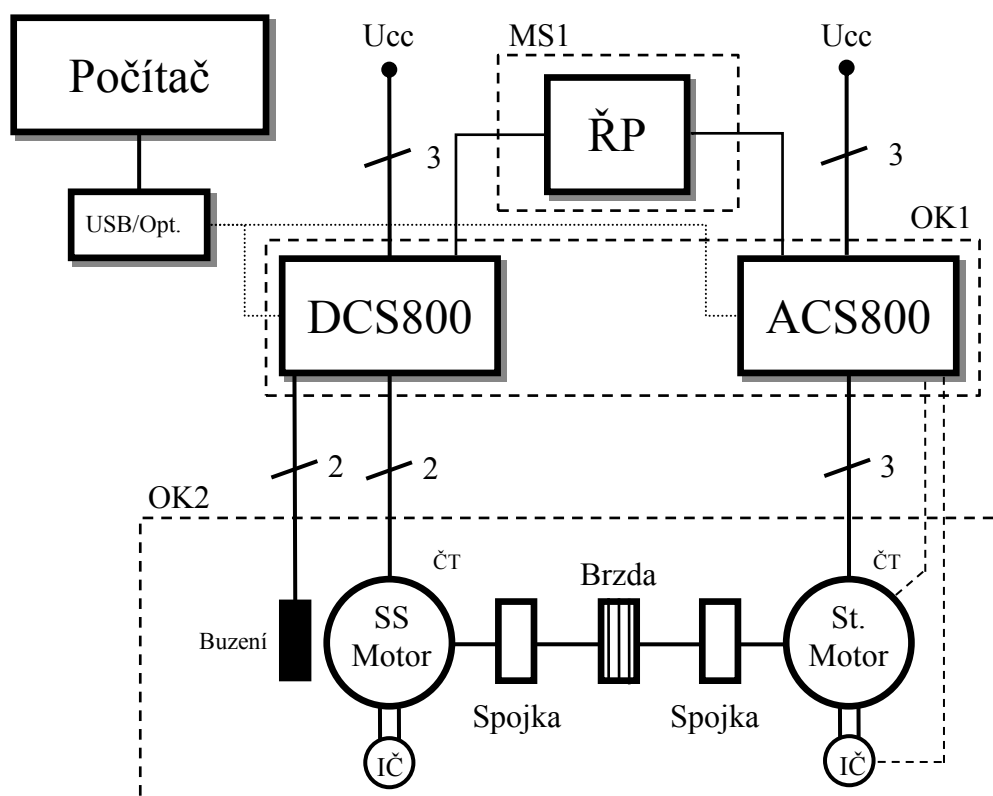 Ucc
MS1
Ucc
Počítač
ŘP
3
3
USB/Opt.
OK1
DCS800
ACS800
2
2
3
OK2
ČT
ČT
Brzda
SS
Motor
St.
Motor
Buzení
Spojka
Spojka
IČ
IČ